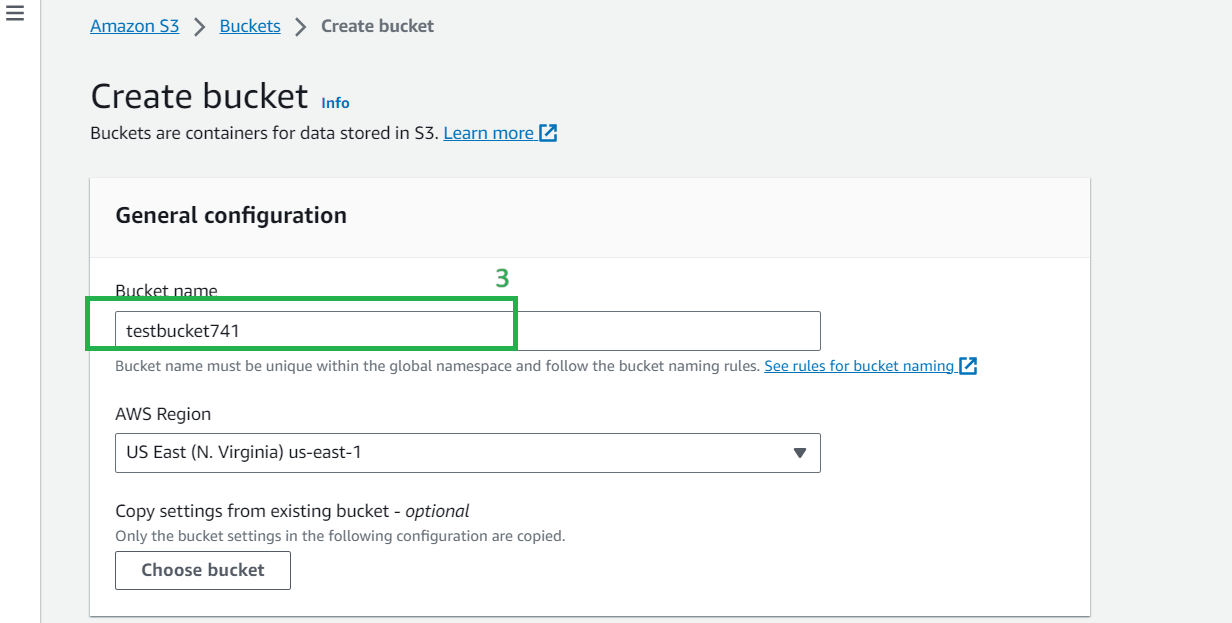 Amazon S3 > Buckets > Create bucket
Create bucket Info
Buckets are containers for data stored in S3. Learn more
General configuration
3
Bucket name
testbucket741
Bucket name must be unique within the global namespace and follow the bucket naming rules. See rules for bucket naming
AWS Region
US East (N. Virginia) us-east-1
Copy settings from existing bucket - optional
Only the bucket settings in the following configuration are copied.
Choose bucket